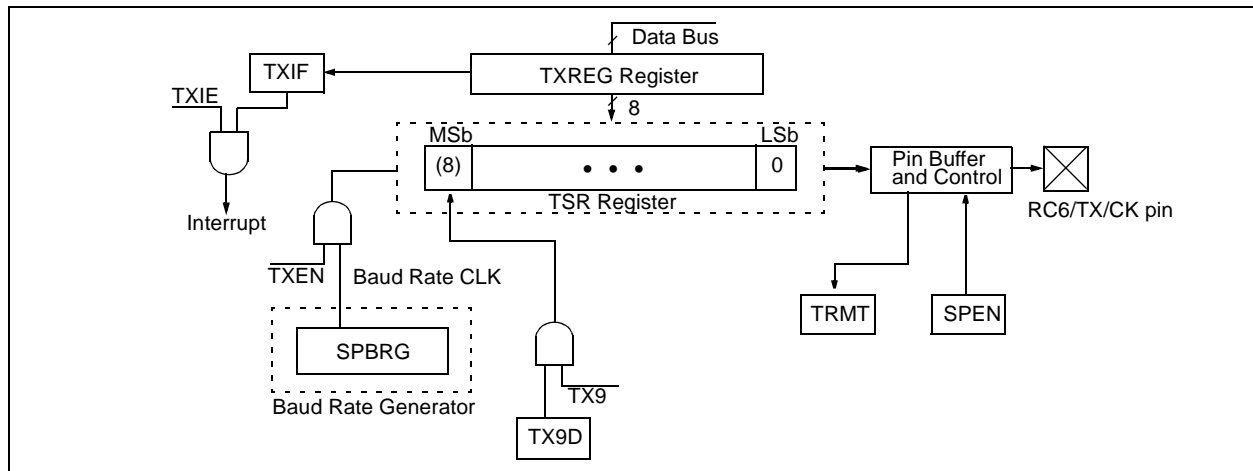 Data Bus
TXIF
TXREG Register
TXIE
8
MSb
LSb
(8)
• • •
0
Pin Buffer
and Control
TSR Register
RC6/TX/CK pin
Interrupt
TXEN
Baud Rate CLK
TRMT
SPEN
SPBRG
TX9
Baud Rate Generator
TX9D